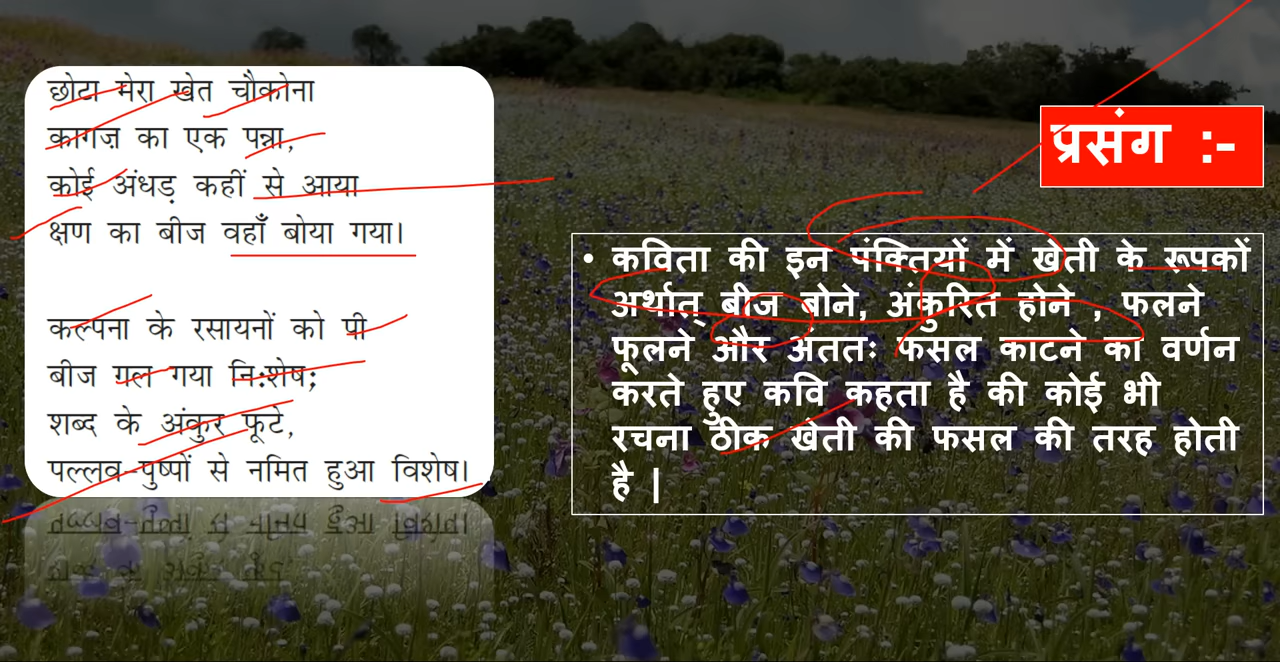 छोटा मेरा खेत चौकोना
कागज़ का एक पन्ना,
कोई अंधड़ कहीं से आया
क्षण का बीज वहाँ बोया गया।
कल्पना के रसायनों को पी
बीज गल गया नि:शेष;
शब्द के अंकुर फूटे,
पल्लव-पुष्पों से नमित हुआ विशेष।
प्रसंग :-
• कविता की इन पंक्तियों में खेती के रूपकों
अर्थात् बीज बोने, अंकुरित होने , फलने
फूलने और अंततः फसल काटने का वर्णन
करते हुए कवि कहता है की कोई भी
रचना ठीक खेती की फसल की तरह होती
है |